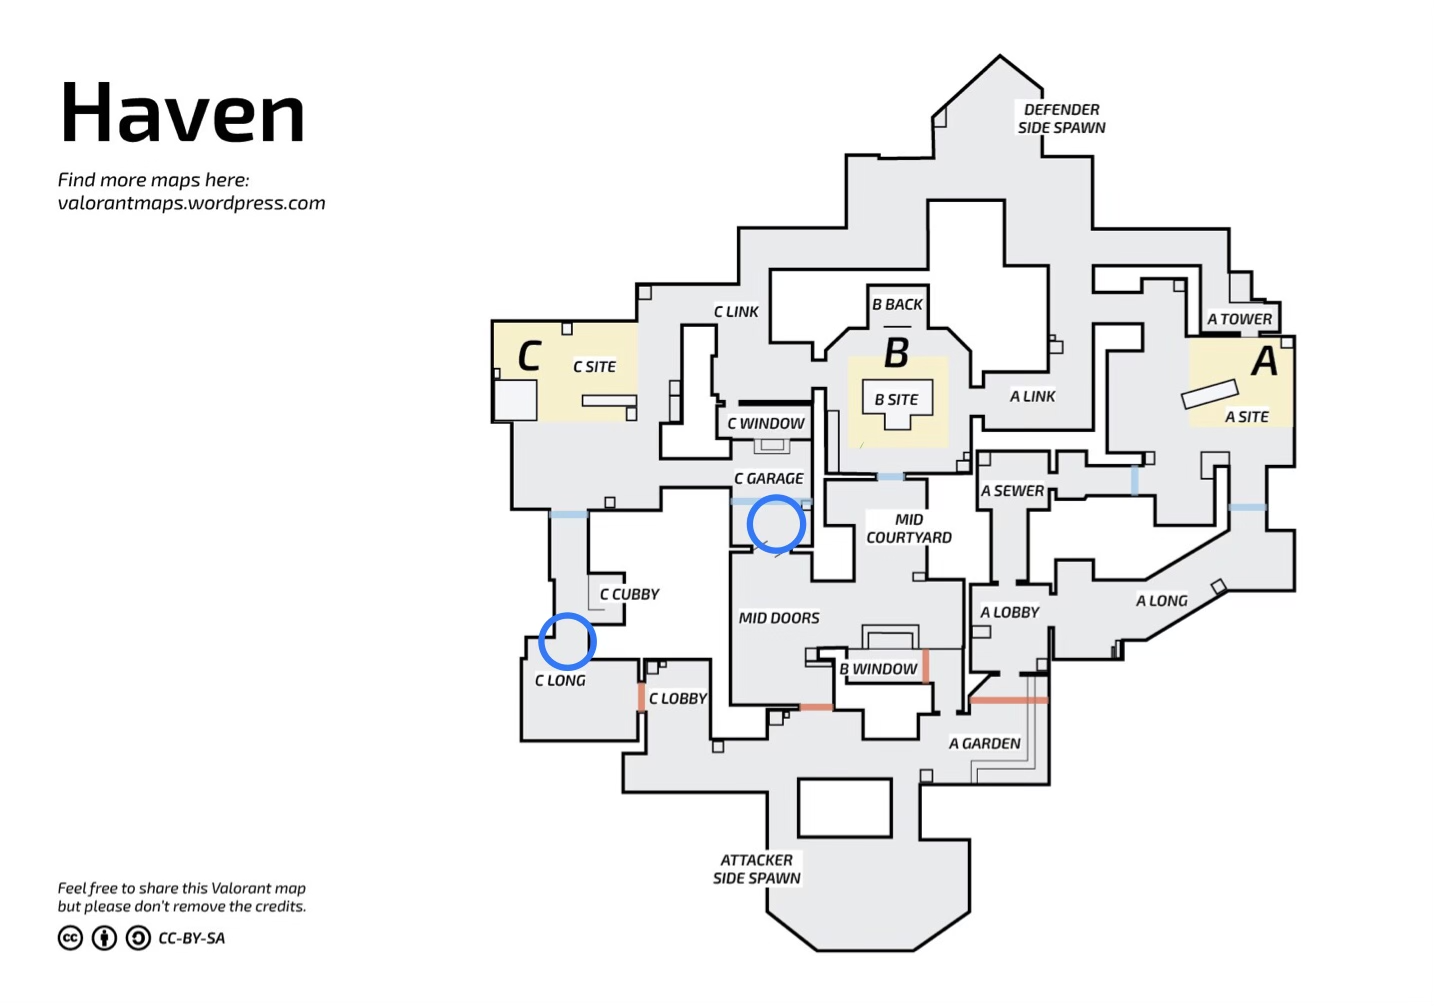 Haven
Find more maps here:
valorantmaps.wordpress.com
DEFENDER
SIDE SPAWN
C LINK
B BACK
A TOWER
C
C SITE
B
B SITE
A LINK
A
A SITE
C WINDOW
C GARAGE
A SEWER
MID
COURTYARD
C CUBBY
MID DOORS
A LOBBY
A LONG
C LONG
C LOBBY
B WINDOW
A GARDEN
ATTACKER
SIDE SPAWN
Feel free to share this Valorant map
but please don't remove the credits.
cc CC-BY-SA